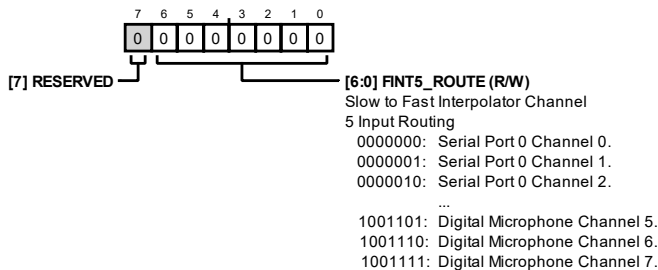 7 6 5 4 3 2 1 0
0 0 0 0 0 0 0 0
[7] RESERVED
[6:0] FINT5_ROUTE (R/W)
Slow to Fast Interpolator Channel
5 Input Routing
0000000: Serial Port 0 Channel 0.
0000001: Serial Port 0 Channel 1.
0000010: Serial Port 0 Channel 2.
...
1001101: Digital Microphone Channel 5.
1001110: Digital Microphone Channel 6.
1001111: Digital Microphone Channel 7.